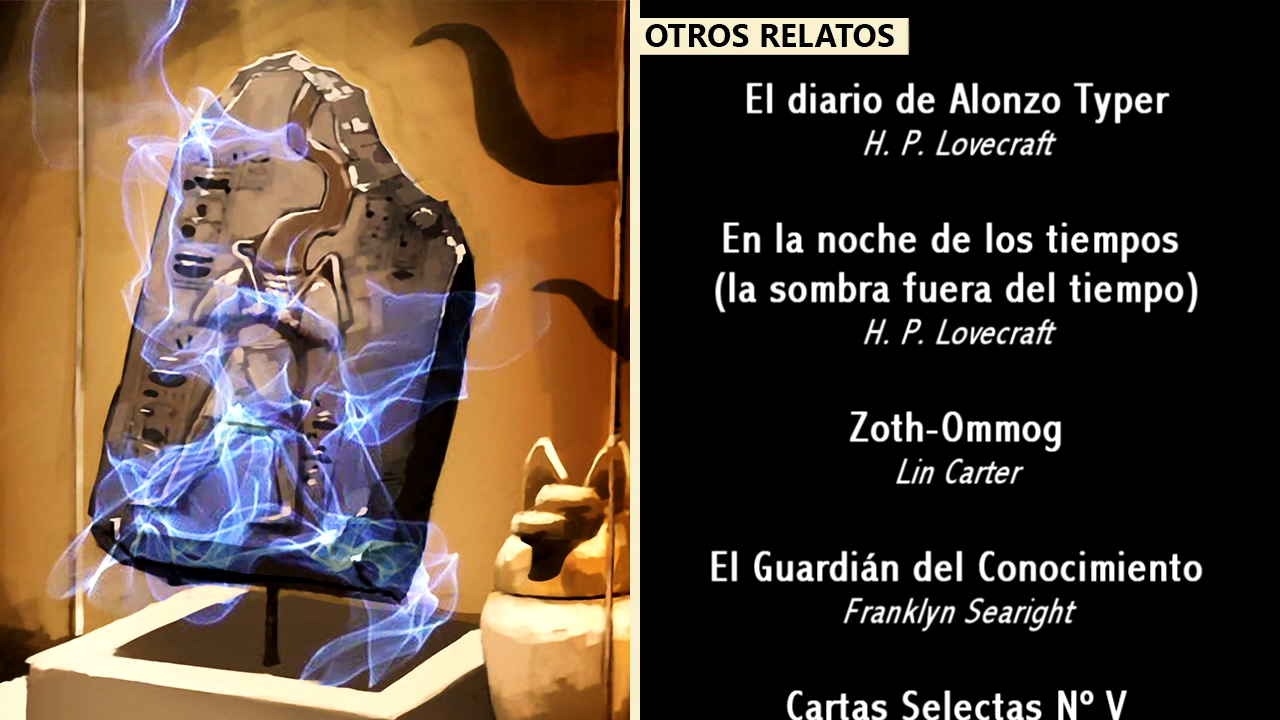 OTROS RELATOS
El diario de Alonzo Typer
H. P. Lovecraft
En la noche de los tiempos
(la sombra fuera del tiempo)
H. P. Lovecraft
Zoth-Ommog
Lin Carter
El Guardián del Conocimiento
Franklyn Searight
Cartas Selectas Nº V